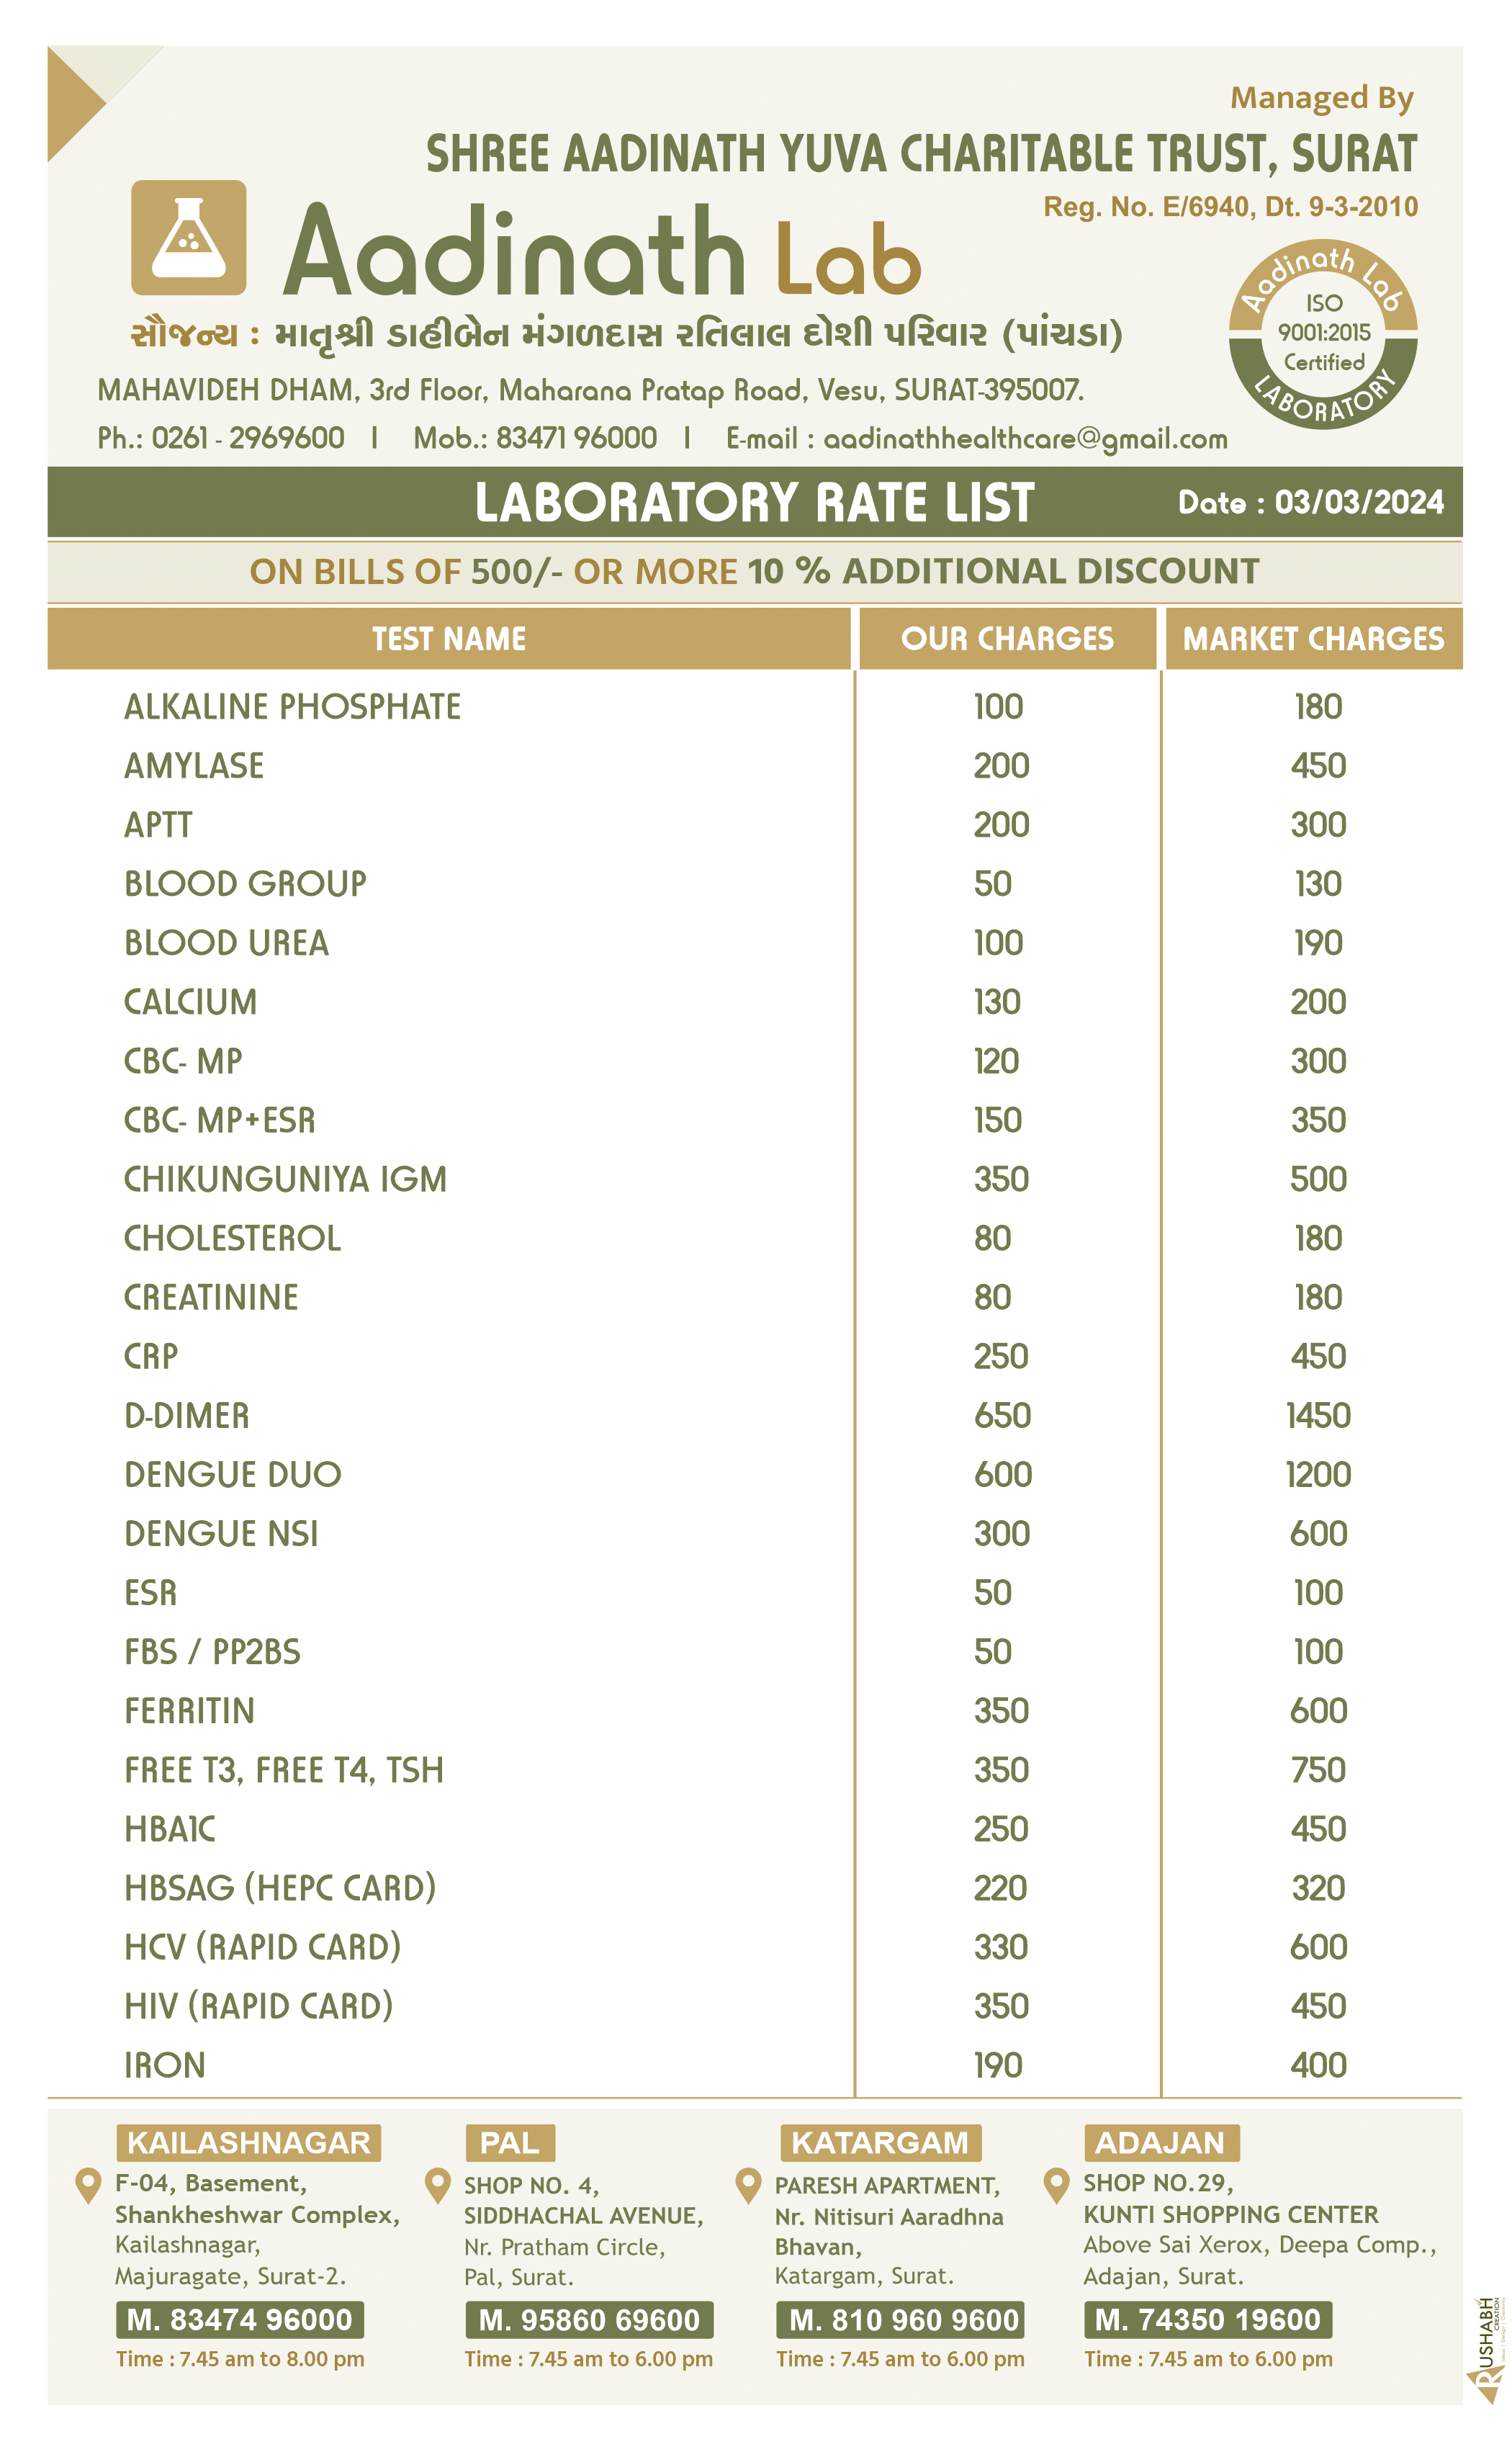 Managed By
SHREE AADINATH YUVA CHARITABLE TRUST, SURAT
Reg. No. E/6940, Dt. 9-3-2010
Aadinath Lab
Aadinath Lab
ISO
9001:2015
Certified
LABORATORY
સૌજન્ય : માતૃશ્રી ડાહીબેન મંગળદાસ રતિલાલ દોશી પરિવાર (પાંચડા)
MAHAVIDEH DHAM, 3rd Floor, Maharana Pratap Road, Vesu, SURAT-395007.
Ph.: 0261 - 2969600 | Mob.: 83471 96000 | E-mail : aadinathhealthcare@gmail.com
LABORATORY RATE LIST Date : 03/03/2024
ON BILLS OF 500/- OR MORE 10 % ADDITIONAL DISCOUNT
TEST NAME OUR CHARGES MARKET CHARGES
ALKALINE PHOSPHATE 100 180
AMYLASE 200 450
APTT 200 300
BLOOD GROUP 50 130
BLOOD UREA 100 190
CALCIUM 130 200
CBC- MP 120 300
CBC- MP+ESR 150 350
CHIKUNGUNIYA IGM 350 500
CHOLESTEROL 80 180
CREATININE 80 180
CRP 250 450
D-DIMER 650 1450
DENGUE DUO 600 1200
DENGUE NSI 300 600
ESR 50 100
FBS / PP2BS 50 100
FERRITIN 350 600
FREE T3, FREE T4, TSH 350 750
HBA1C 250 450
HBSAG (HEPC CARD) 220 320
HCV (RAPID CARD) 330 600
HIV (RAPID CARD) 350 450
IRON 190 400
KAILASHNAGAR
F-04, Basement,
Shankheshwar Complex,
Kailashnagar,
Majuragate, Surat-2.
M. 83474 96000
Time : 7.45 am to 8.00 pm
PAL
SHOP NO. 4,
SIDDHACHAL AVENUE,
Nr. Pratham Circle,
Pal, Surat.
M. 95860 69600
Time : 7.45 am to 6.00 pm
KATARGAM
PARESH APARTMENT,
Nr. Nitisuri Aaradhna
Bhavan,
Katargam, Surat.
M. 810 960 9600
Time : 7.45 am to 6.00 pm
ADAJAN
SHOP NO.29,
KUNTI SHOPPING CENTER
Above Sai Xerox, Deepa Comp.,
Adajan, Surat.
M. 74350 19600
Time : 7.45 am to 6.00 pm
RUSHABH
CREATION